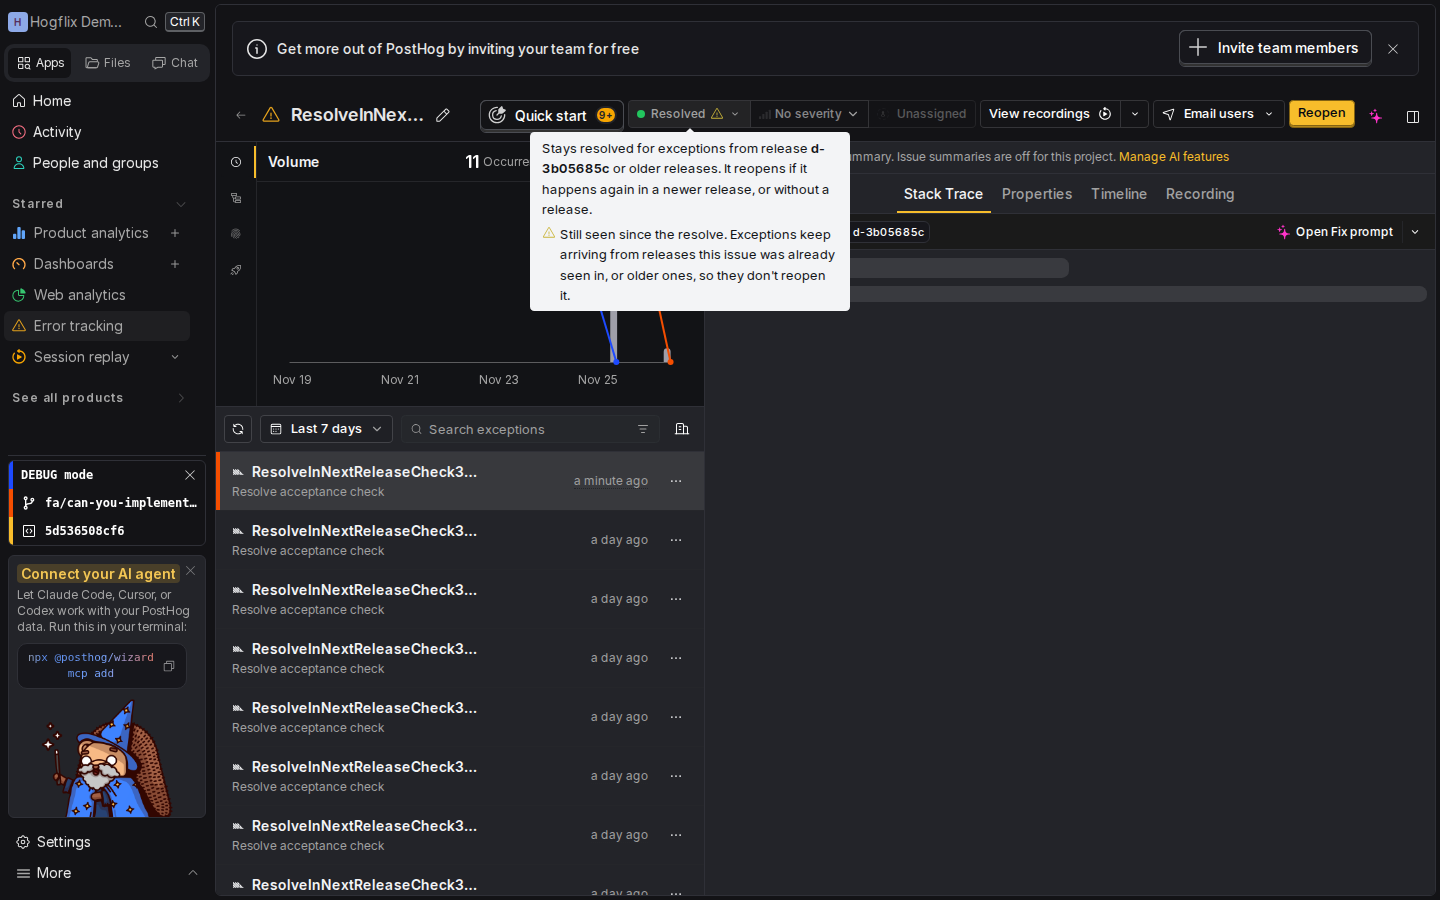 H Hogflix Dem... Ctrl K
Apps Files Chat
Home
Activity
People and groups
Starred
Product analytics
Dashboards
Web analytics
Error tracking
Session replay
See all products
DEBUG mode
fa/can-you-implement…
5d536508cf6
Connect your AI agent
Let Claude Code, Cursor, or
Codex work with your PostHog
data. Run this in your terminal:
npx @posthog/wizard
mcp add
Settings
More
Get more out of PostHog by inviting your team for free
Invite team members
ResolveInNex...
Quick start 9+
Resolved
No severity
Unassigned
View recordings
Email users
Reopen
Stays resolved for exceptions from release d-
3b05685c or older releases. It reopens if it
happens again in a newer release, or without a
release.
Still seen since the resolve. Exceptions keep
arriving from releases this issue was already
seen in, or older ones, so they don't reopen
it.
Volume 11 Occurre
Nov 19 Nov 21 Nov 23 Nov 25
ummary. Issue summaries are off for this project. Manage AI features
Stack Trace Properties Timeline Recording
d-3b05685c Open Fix prompt
Last 7 days Search exceptions
ResolveInNextReleaseCheck3...
Resolve acceptance check
a minute ago
ResolveInNextReleaseCheck3...
Resolve acceptance check
a day ago
ResolveInNextReleaseCheck3...
Resolve acceptance check
a day ago
ResolveInNextReleaseCheck3...
Resolve acceptance check
a day ago
ResolveInNextReleaseCheck3...
Resolve acceptance check
a day ago
ResolveInNextReleaseCheck3...
Resolve acceptance check
a day ago
ResolveInNextReleaseCheck3...
Resolve acceptance check
a day ago
ResolveInNextReleaseCheck3...
a day ago